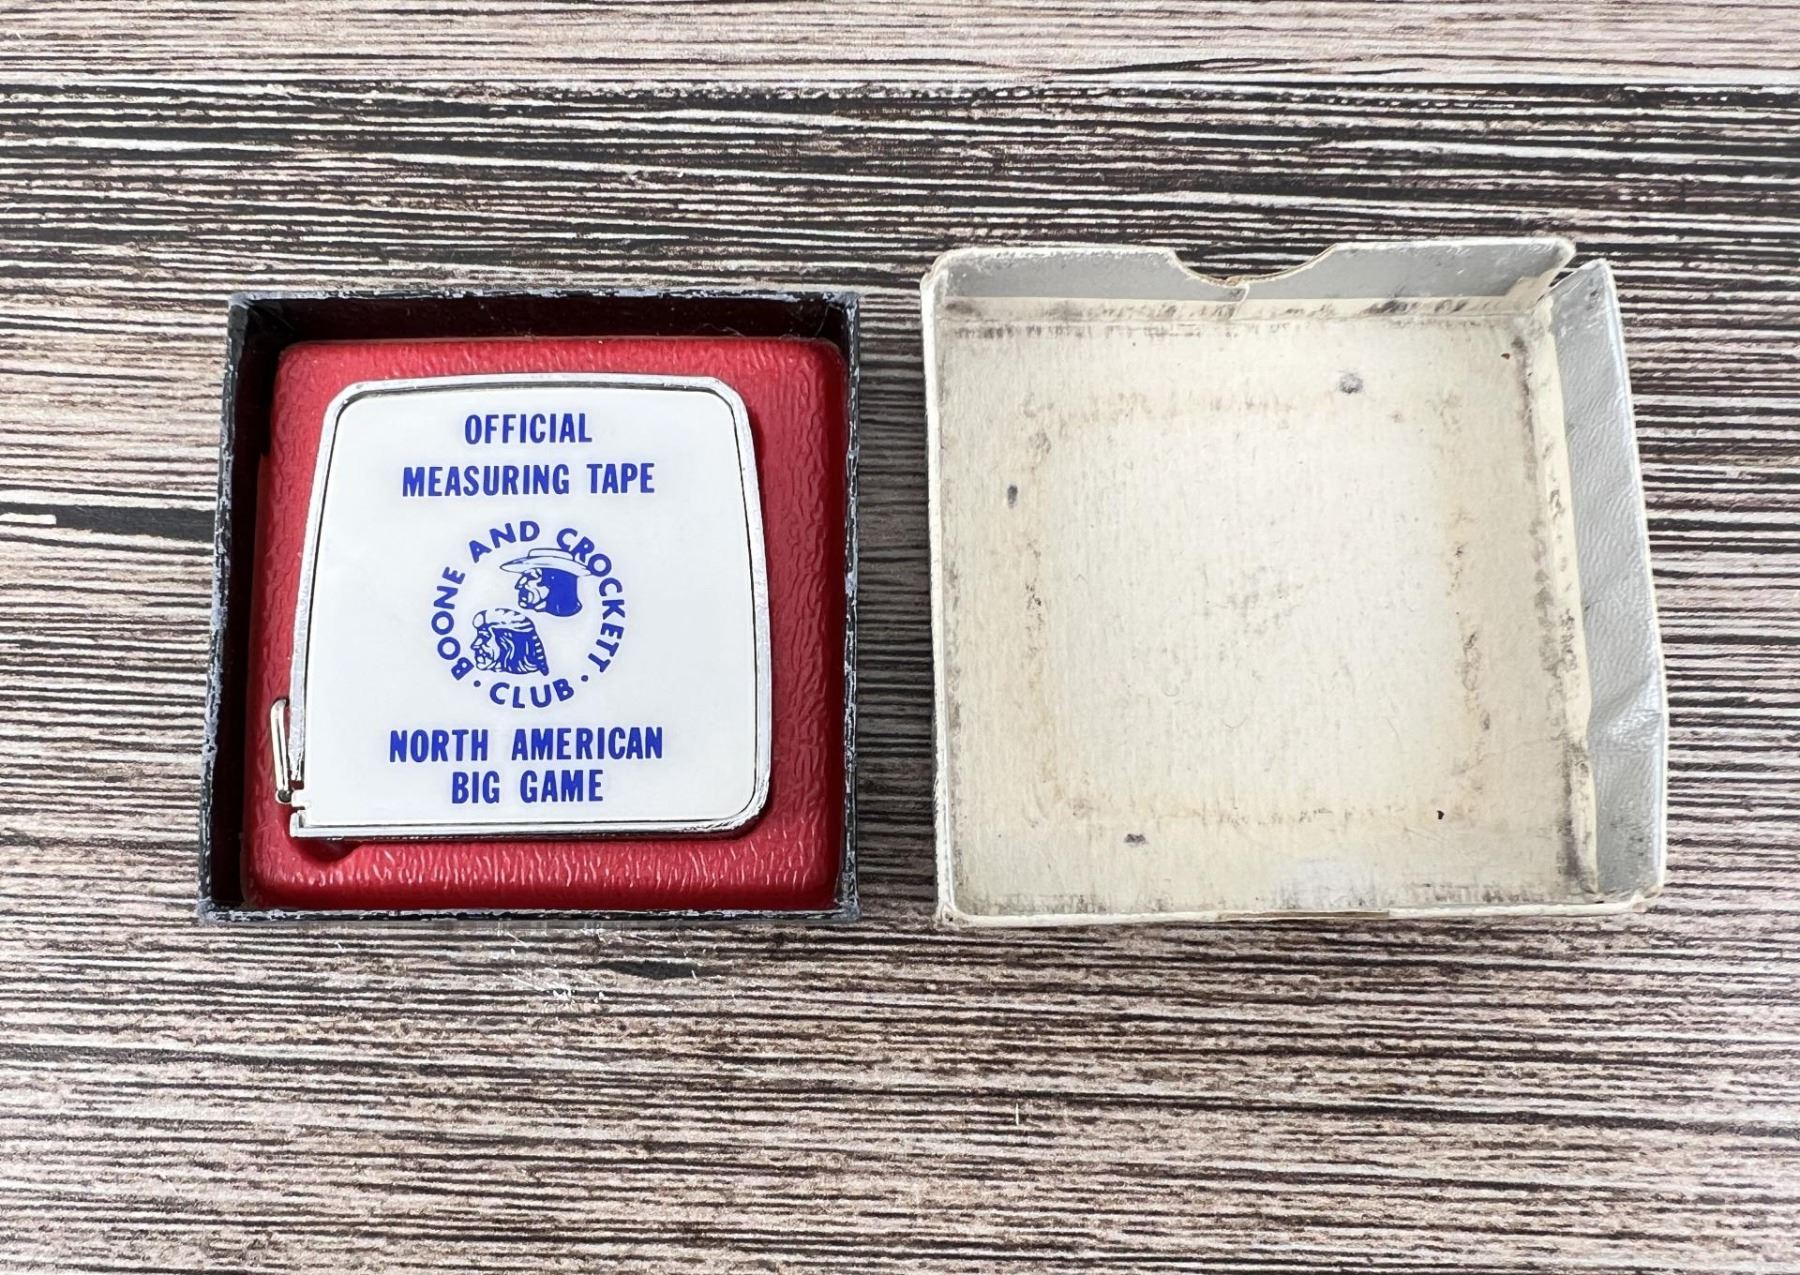 OFFICIAL
MEASURING TAPE
BOONE AND CROCKETT
· CLUB ·
NORTH AMERICAN
BIG GAME